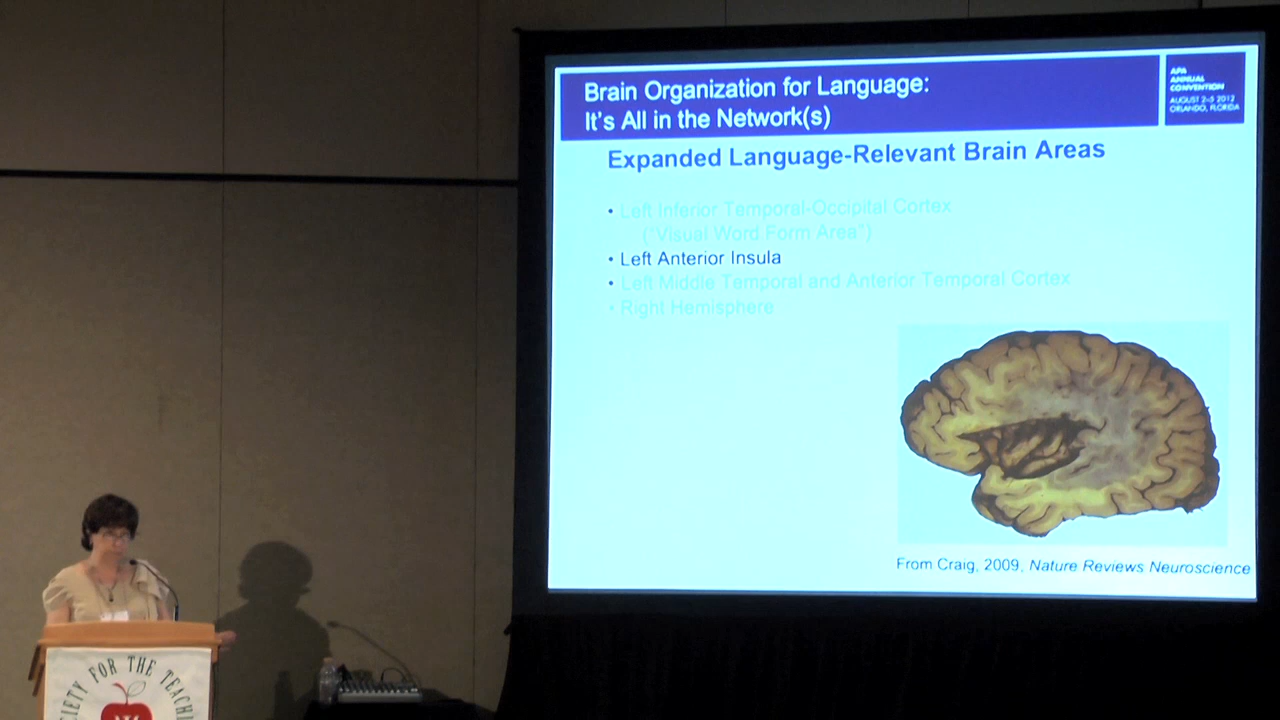 Brain Organization for Language:
It's All in the Network(s)
APA
ANNUAL
CONVENTION
AUGUST 2-5 2012
ORLANDO, FLORIDA
Expanded Language-Relevant Brain Areas
• Left Inferior Temporal-Occipital Cortex
("Visual Word Form Area")
• Left Anterior Insula
• Left Middle Temporal and Anterior Temporal Cortex
• Right Hemisphere
From Craig, 2009, Nature Reviews Neuroscience
FOR THE